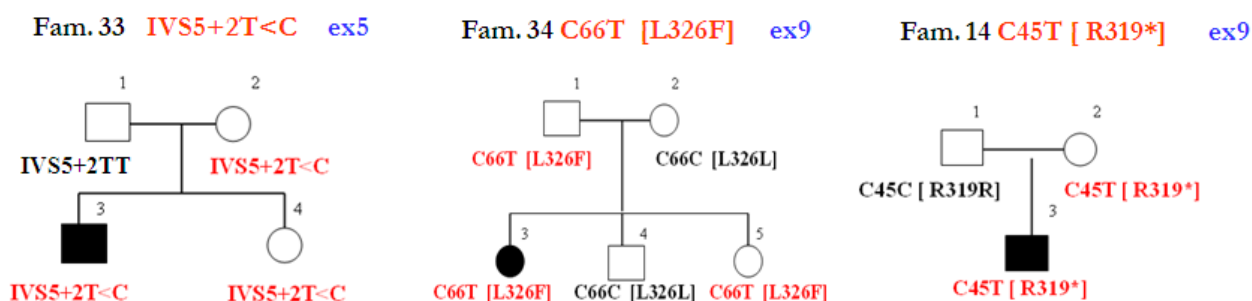 Fam. 33 IVS5+2T<C ex5
1 2
IVS5+2TT IVS5+2T<C
3 4
IVS5+2T<C IVS5+2T<C
Fam. 34 C66T [L326F] ex9
1 2
C66T [L326F] C66C [L326L]
3 4 5
C66T [L326F] C66C [L326L] C66T [L326F]
Fam. 14 C45T [ R319*] ex9
1 2
C45C [ R319R] C45T [ R319*]
3
C45T [ R319*]